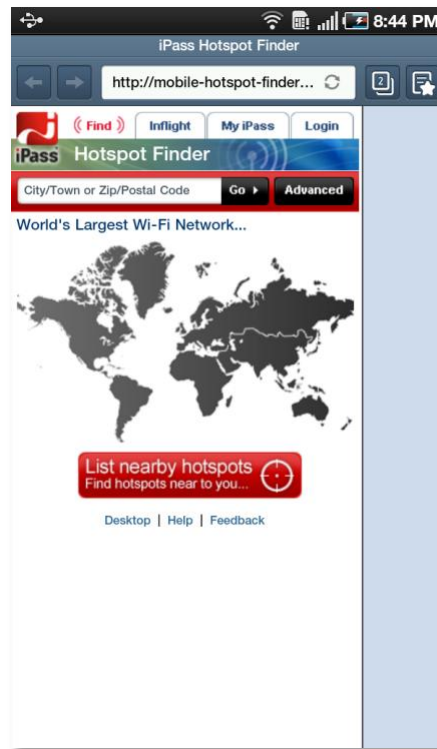 8:44 PM
iPass Hotspot Finder
http://mobile-hotspot-finder...
2
Find Inflight My iPass Login
iPass Hotspot Finder
City/Town or Zip/Postal Code Go Advanced
World's Largest Wi-Fi Network...
List nearby hotspots
Find hotspots near to you...
Desktop | Help | Feedback